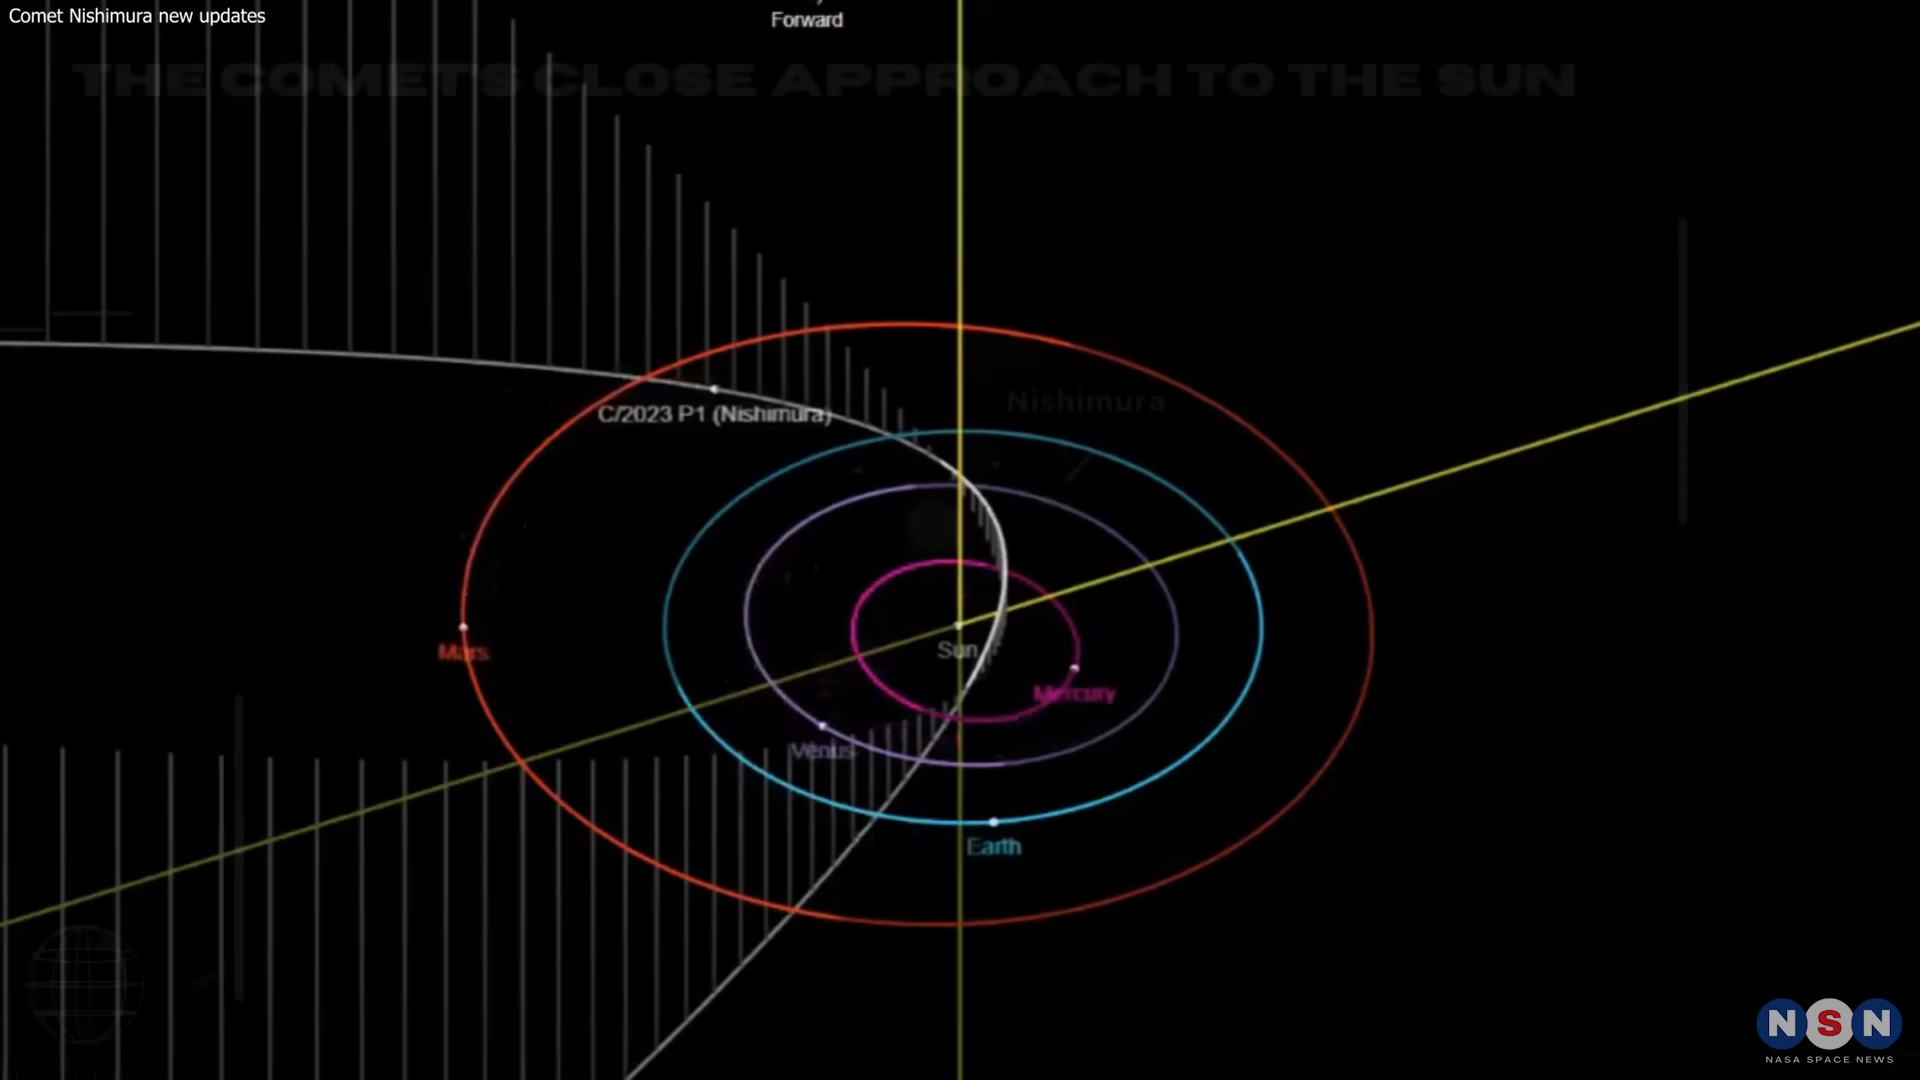 Comet Nishimura new updates
Forward
THE COMET'S CLOSE APPROACH TO THE SUN
Nishimura
C/2023 P1 (Nishimura)
Sun
Mars
Mercury
Venus
Earth
NSN
NASA SPACE NEWS